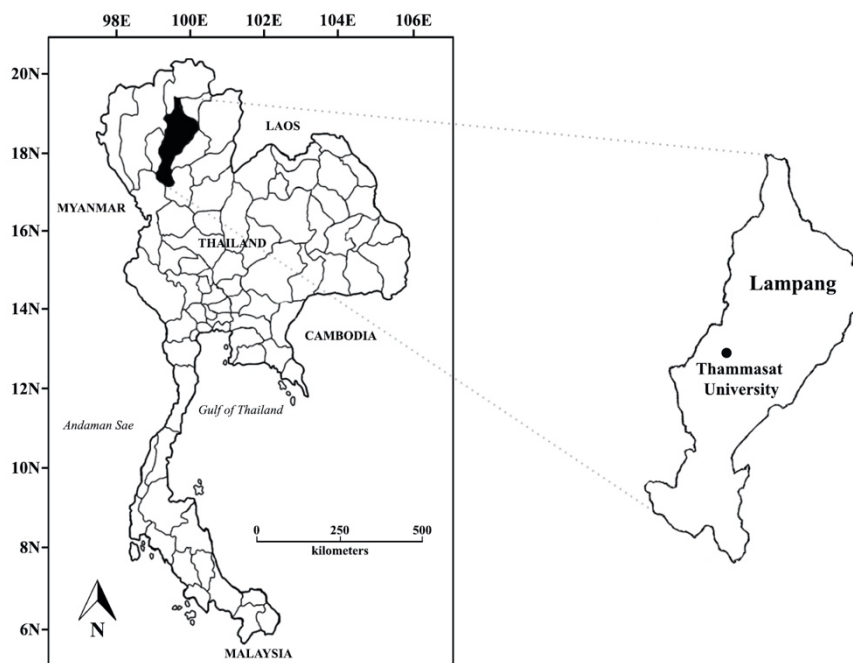 98E 100E 102E 104E 106E
20N
LAOS
18N
MYANMAR
16N
THAILAND
14N
CAMBODIA
12N
Gulf of Thailand
Andaman Sae
10N
0 250 500
kilometers
8N
N
6N
MALAYSIA
Lampang
Thammasat
University